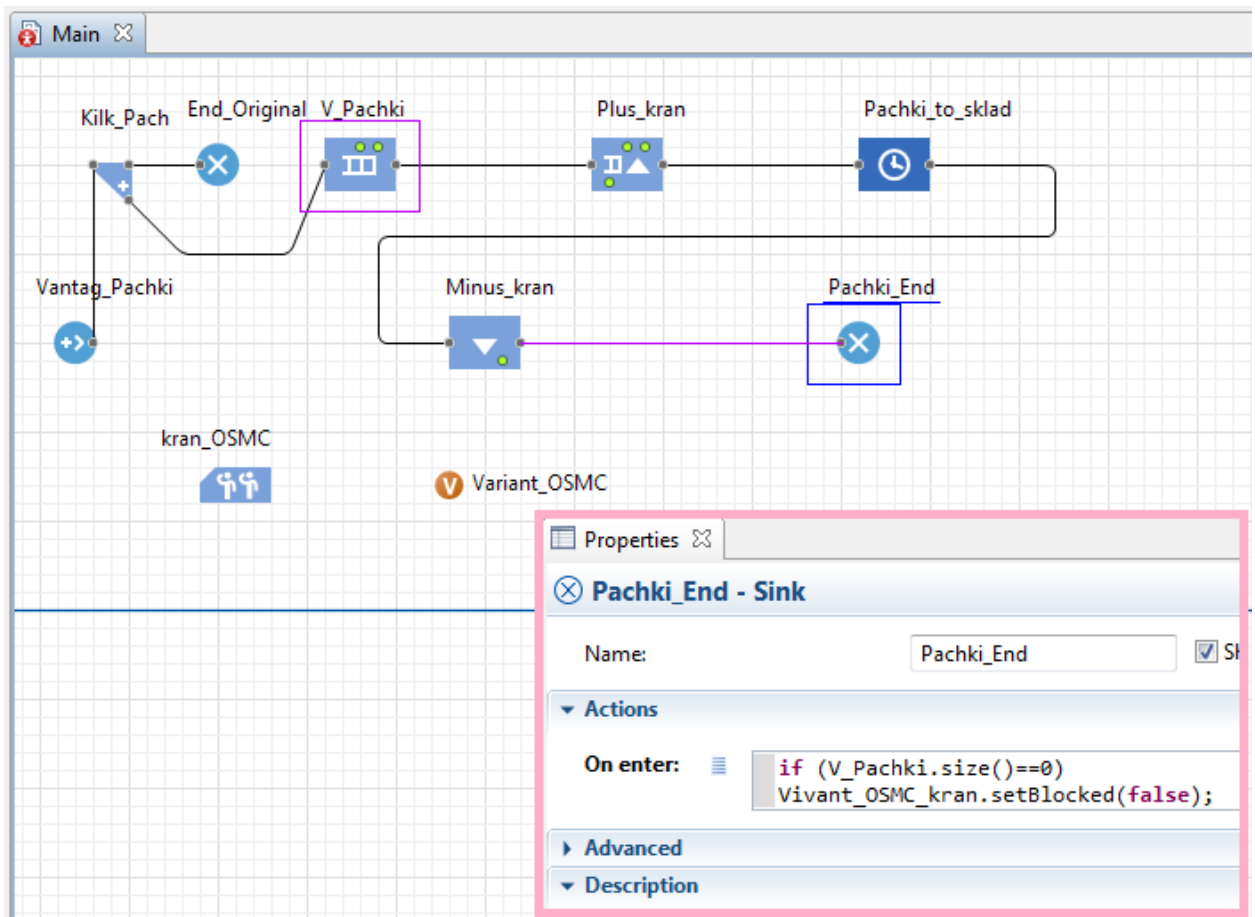 Main
Kilk_Pach
End_Original
V_Pachki
Plus_kran
Pachki_to_sklad
Vantag_Pachki
Minus_kran
Pachki_End
kran_OSMC
V
Variant_OSMC
Properties
Pachki_End - Sink
Name:
Pachki_End
Actions
On enter:
if (V_Pachki.size()==0)
Vivant_OSMC_kran.setBlocked(false);
Advanced
Description